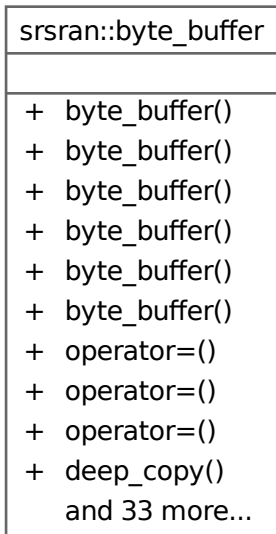 srsran::byte_buffer
+ byte_buffer()
+ byte_buffer()
+ byte_buffer()
+ byte_buffer()
+ byte_buffer()
+ byte_buffer()
+ operator=()
+ operator=()
+ operator=()
+ deep_copy()
and 33 more...